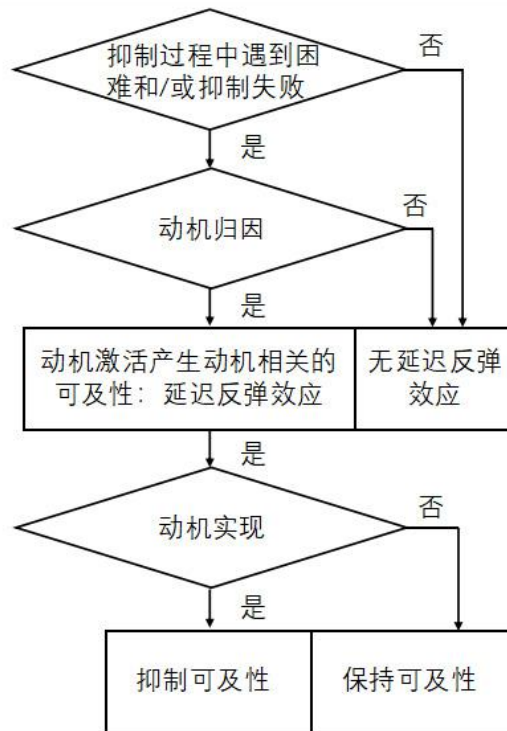 抑制过程中遇到困
难和/或抑制失败
否
是
动机归因
否
是
动机激活产生动机相关的
可及性：延迟反弹效应
无延迟反弹
效应
是
动机实现
否
是
抑制可及性
保持可及性